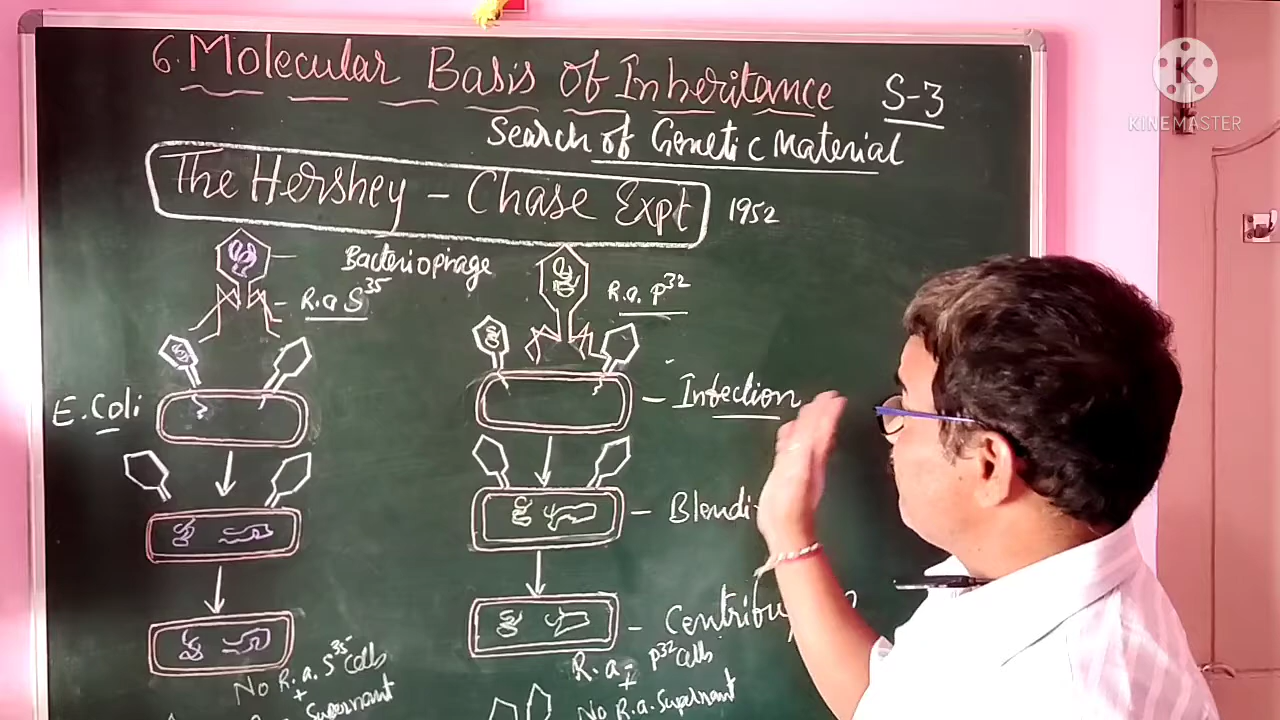 6. Molecular Basis of Inheritance
S-3
Search of Genetic Material
The Hershey - Chase Expt
1952
Bacteriophage
R.a S35
R.a. P32
E. Coli
Infection
Blendi
Centrifu
No R.a. S35 Cells
+
Supernant
R.a - P32 Cells
+
No R.a. Supernant
K
KINEMASTER